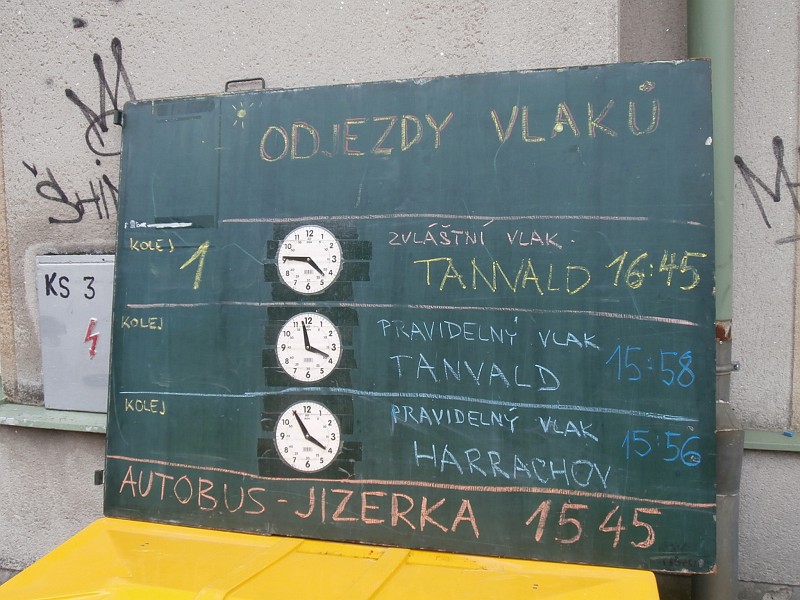 ODJEZDY VLAKŮ
KOLEJ 1
ZVLÁŠTNÍ VLAK
TANVALD 16:45
KOLEJ
PRAVIDELNÝ VLAK
TANVALD 15:58
KOLEJ
PRAVIDELNÝ VLAK
HARRACHOV 15:56
AUTOBUS - JIZERKA 15 45
KS 3